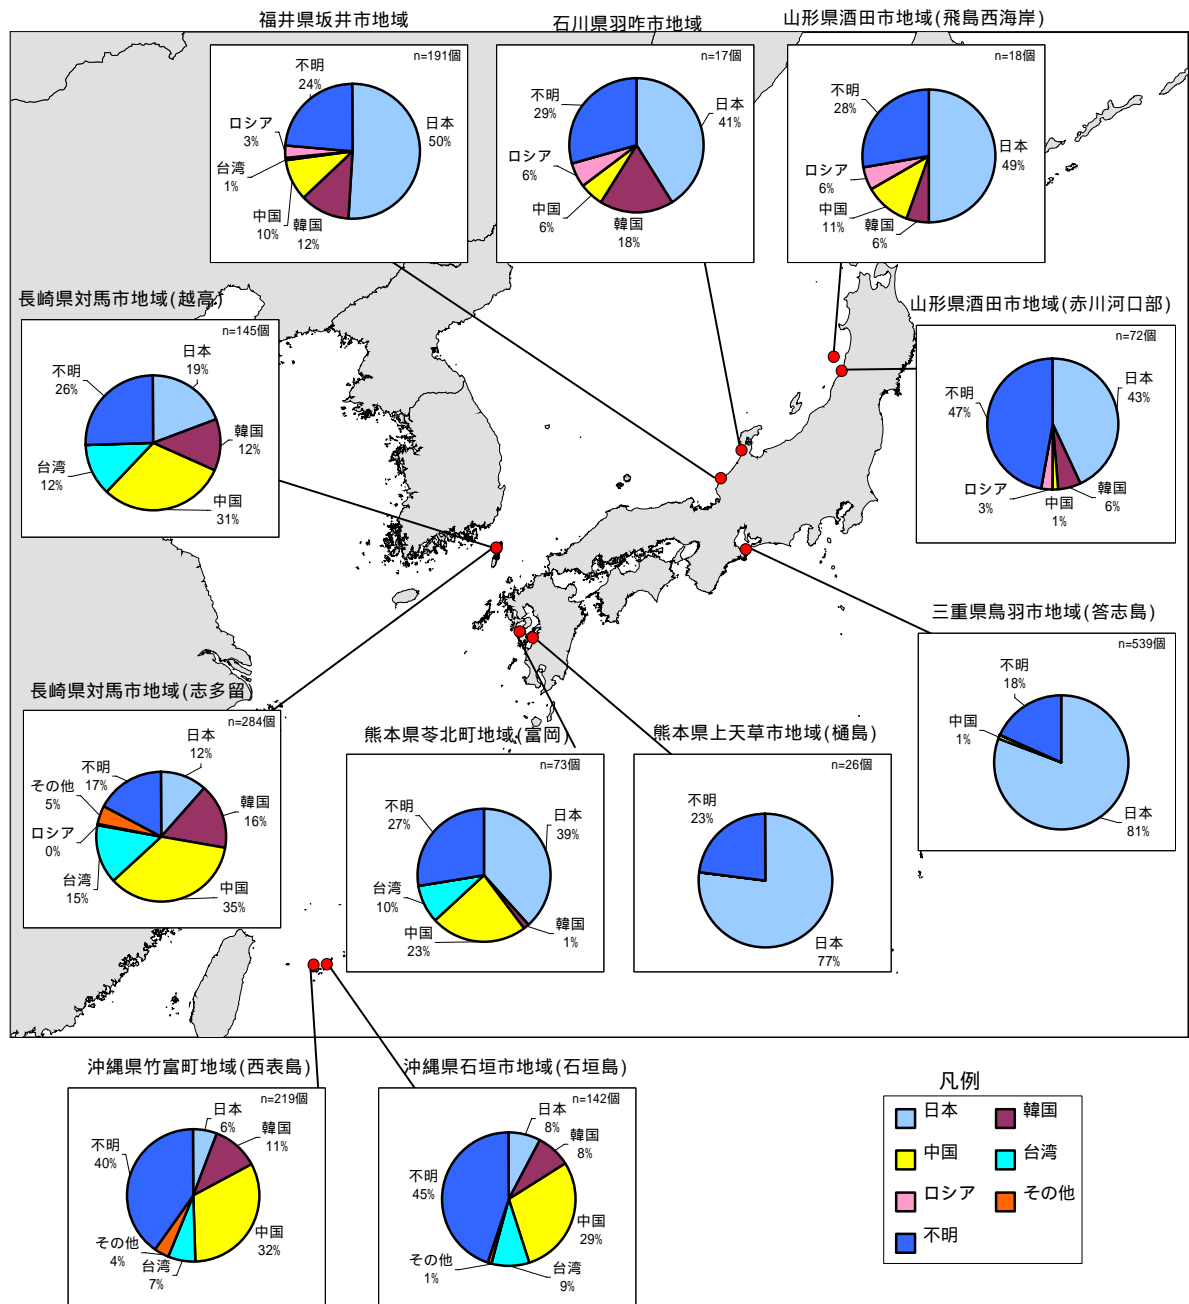 福井県坂井市地域
n=191個
不明
24%
日本
50%
ロシア
3%
台湾
1%
中国
10%
韓国
12%
石川県羽咋市地域
n=17個
不明
29%
日本
41%
ロシア
6%
中国
6%
韓国
18%
山形県酒田市地域(飛島西海岸)
n=18個
不明
28%
日本
49%
ロシア
6%
中国
11%
韓国
6%
長崎県対馬市地域(越高)
n=145個
日本
19%
不明
26%
韓国
12%
台湾
12%
中国
31%
山形県酒田市地域(赤川河口部)
n=72個
日本
43%
不明
47%
ロシア
3%
中国
1%
韓国
6%
三重県鳥羽市地域(答志島)
n=539個
不明
18%
中国
1%
日本
81%
長崎県対馬市地域(志多留)
n=284個
日本
12%
不明
17%
その他
5%
韓国
16%
ロシア
0%
台湾
15%
中国
35%
熊本県苓北町地域(富岡)
n=73個
不明
27%
日本
39%
台湾
10%
中国
23%
韓国
1%
熊本県上天草市地域(樋島)
n=26個
不明
23%
日本
77%
沖縄県竹富町地域(西表島)
n=219個
日本
6%
韓国
11%
不明
40%
その他
4%
台湾
7%
中国
32%
沖縄県石垣市地域(石垣島)
n=142個
日本
8%
韓国
8%
不明
45%
中国
29%
その他
1%
台湾
9%
凡例
日本 韓国
中国 台湾
ロシア その他
不明